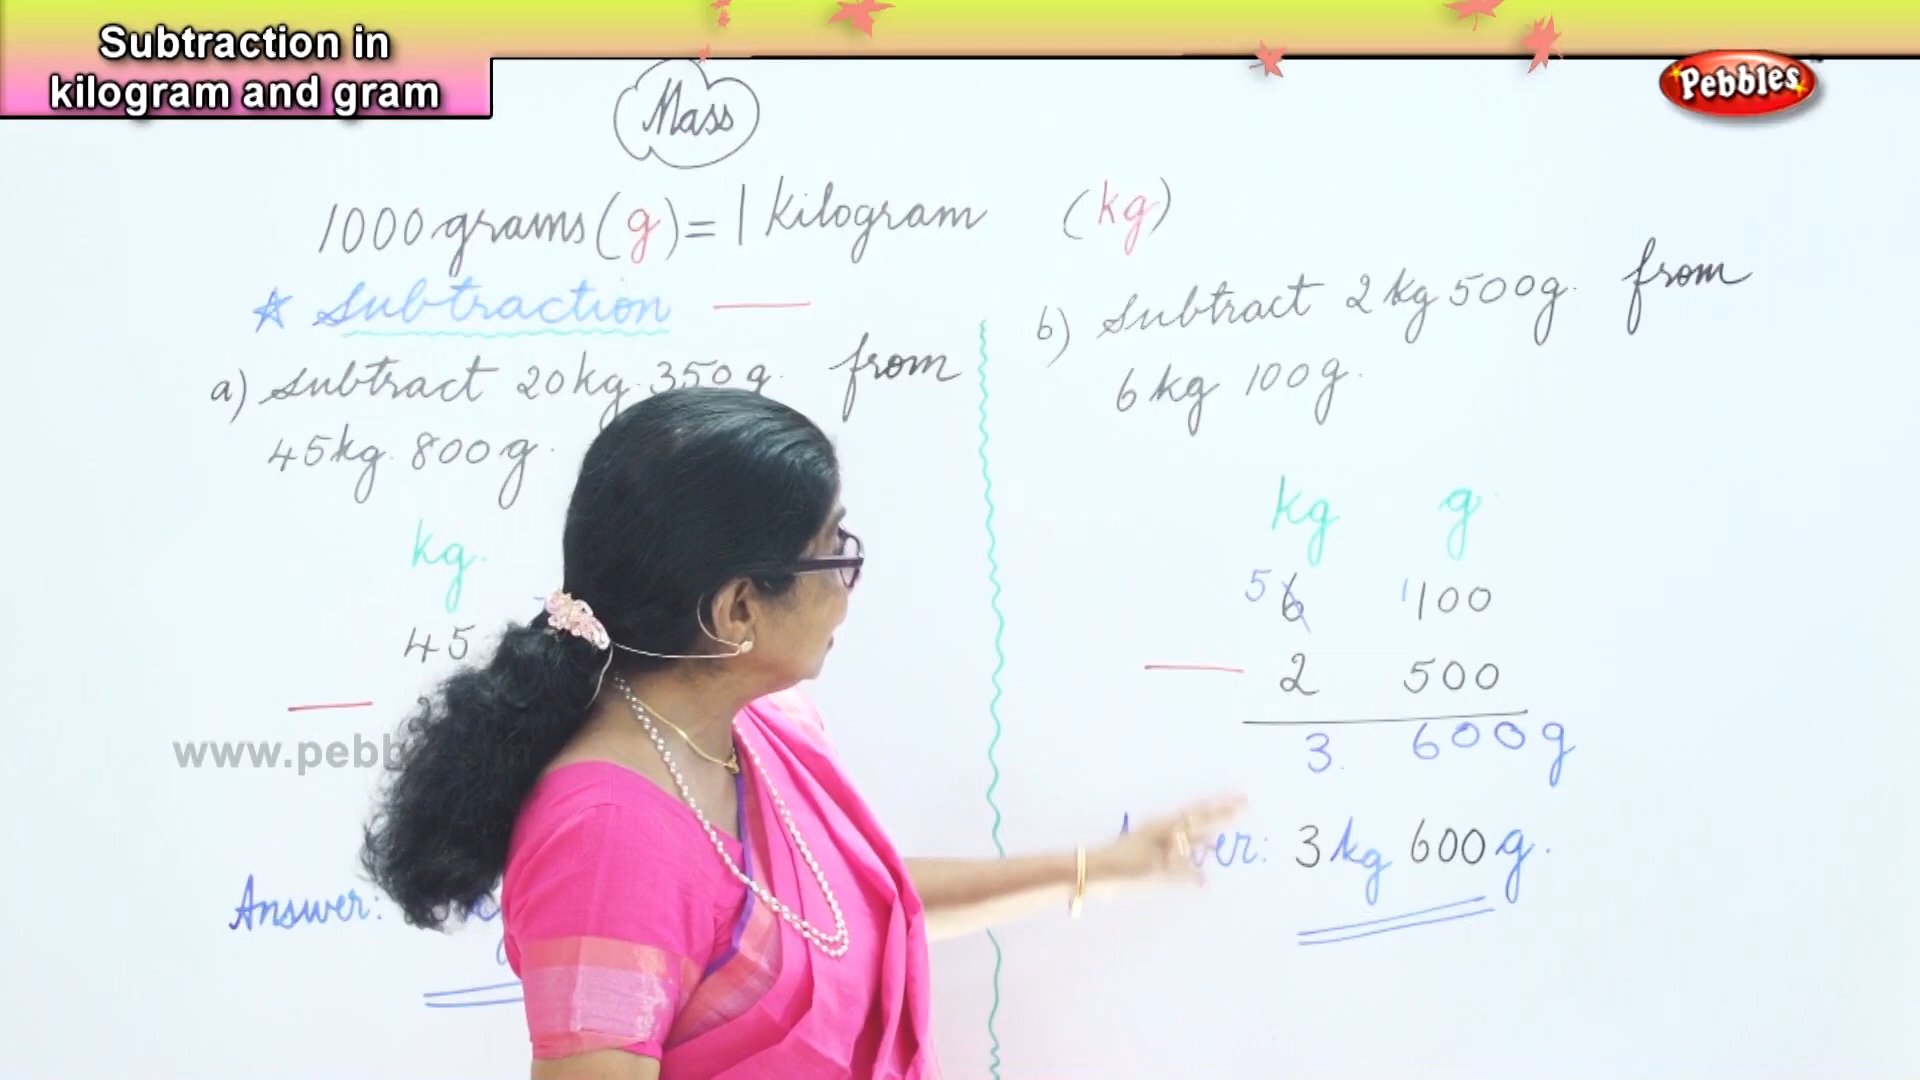 Subtraction in
kilogram and gram
Pebbles
Mass
1000 grams (g) = 1 kilogram (kg)
* Subtraction —
a) Subtract 20kg. 350g. from
45kg. 800g.
kg.
45
—
Answer:
b) Subtract 2kg 500g. from
6kg 100g.
kg g
5 6 1100
— 2 500
3. 600g
3kg 600g.
www.pebbles.in